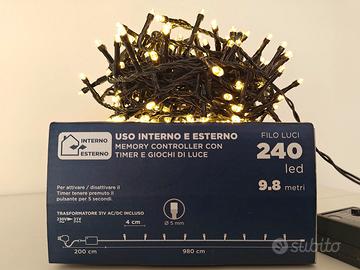 INTERNO
ESTERNO
USO INTERNO E ESTERNO
MEMORY CONTROLLER CON
TIMER E GIOCHI DI LUCE
FILO LUCI
240
led
9.8 metri
Per attivare / disattivare il
Timer tenere premuto il
pulsante per 5 secondi.
TRASFORMATORE 31V AC/DC INCLUSO
230V 31V
4 cm
Ø 5 mm
200 cm
980 cm
subito